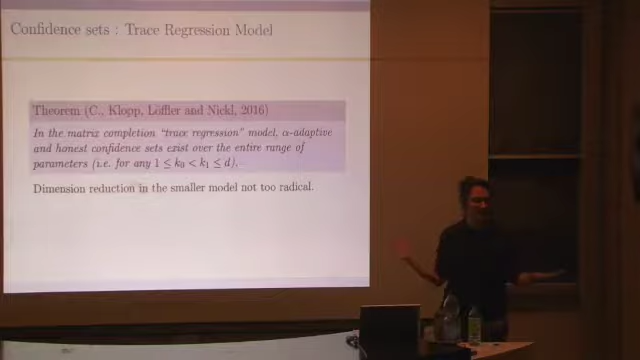 Confidence sets : Trace Regression Model
Theorem (C., Klopp, Löffler and Nickl, 2016)
In the matrix completion "trace regression" model, α-adaptive
and honest confidence sets exist over the entire range of
parameters (i.e. for any 1 ≤ k₀ < k₁ ≤ d).
Dimension reduction in the smaller model not too radical.